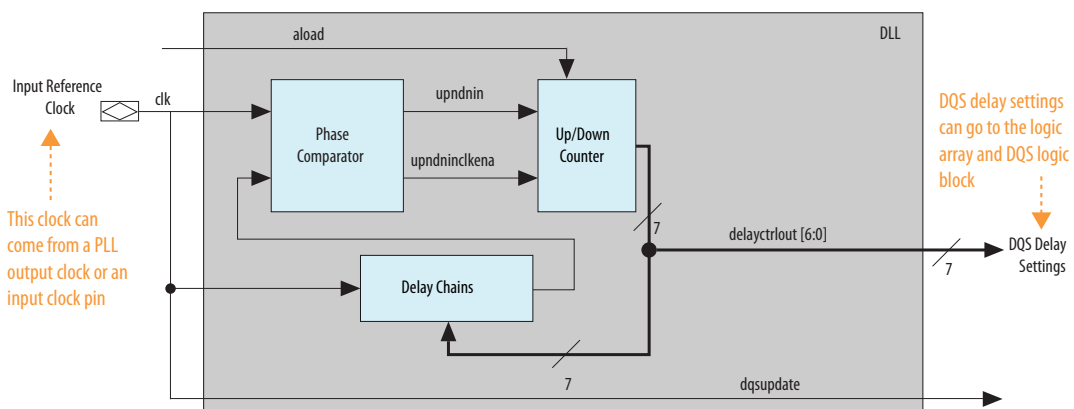 aload
DLL
Input Reference
Clock
clk
Phase
Comparator
upndnin
upndninclkena
Up/Down
Counter
DQS delay settings
can go to the logic
array and DQS logic
block
This clock can
come from a PLL
output clock or an
input clock pin
7
delayctrlout [6:0]
7
DQS Delay
Settings
Delay Chains
7
dqsupdate